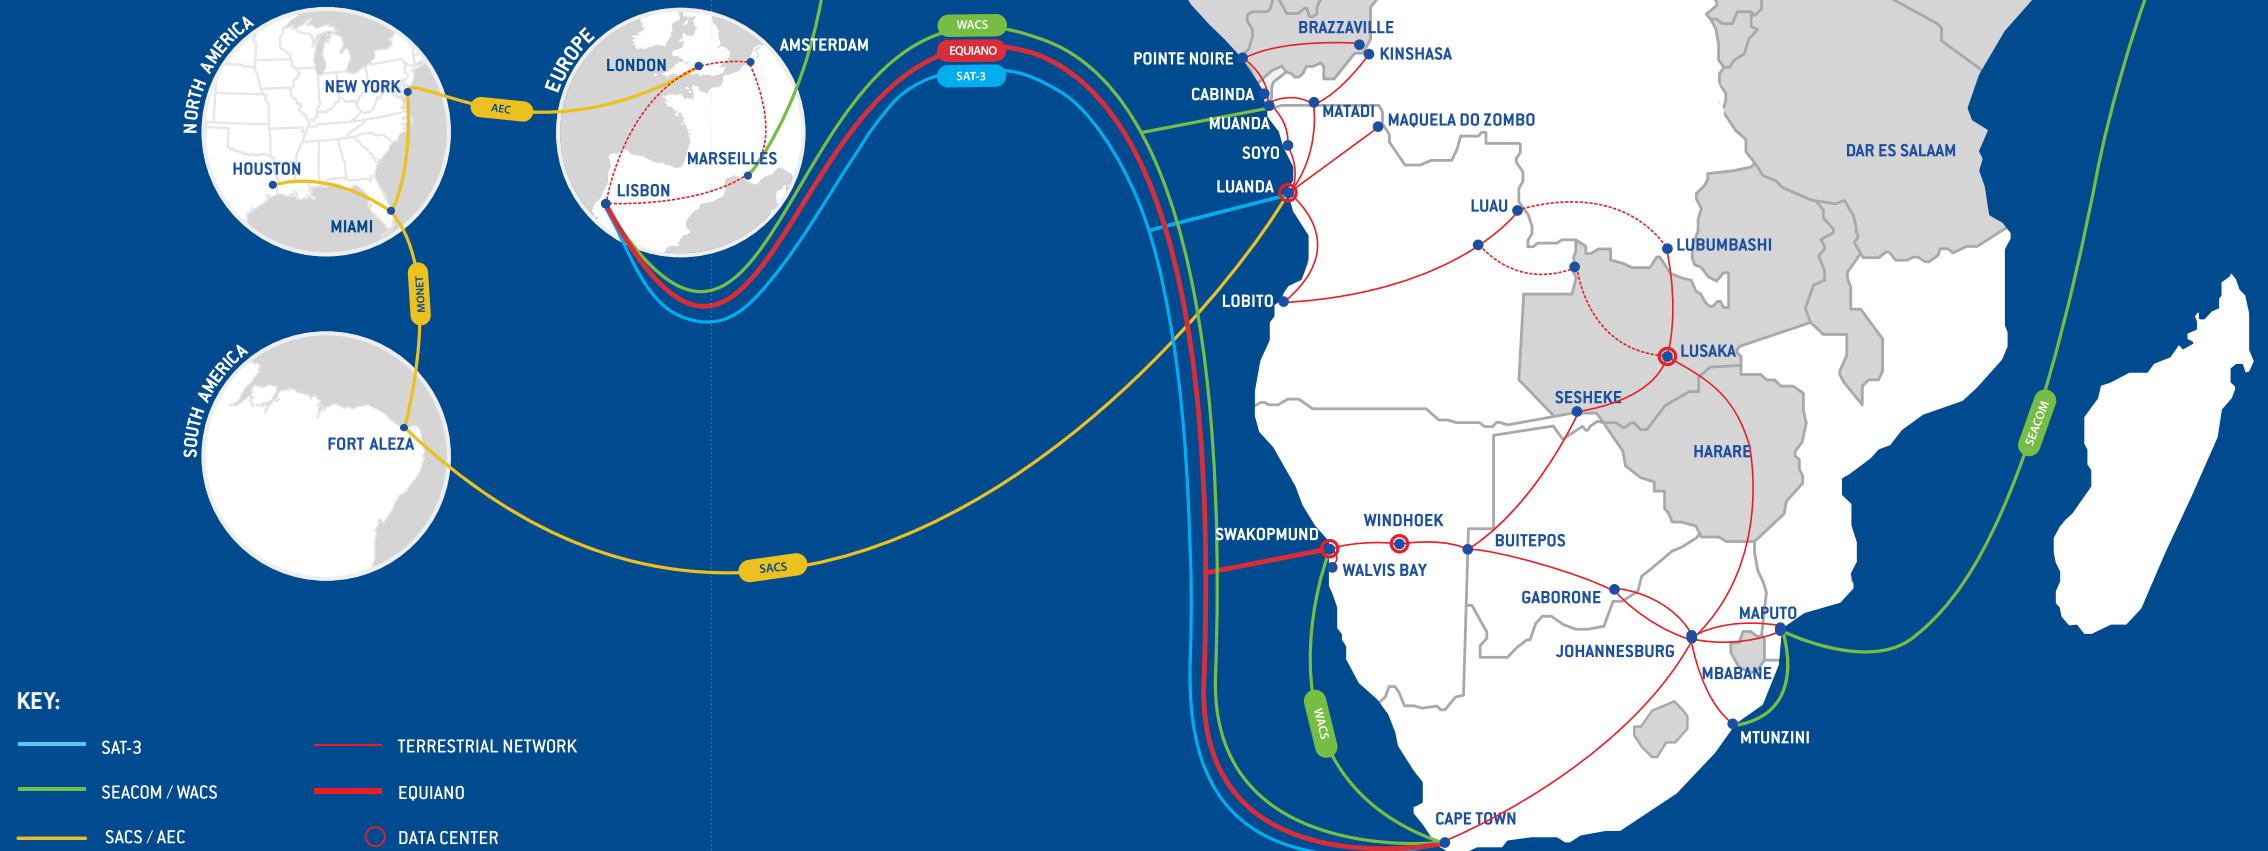 NORTH AMERICA
NEW YORK
HOUSTON
MIAMI
AEC
MONET
SOUTH AMERICA
FORT ALEZA
SACS
EUROPE
LONDON
AMSTERDAM
MARSEILLES
LISBON
WACS
EQUIANO
SAT-3
BRAZZAVILLE
POINTE NOIRE
KINSHASA
CABINDA
MATADI
MUANDA
MAQUELA DO ZOMBO
SOYO
LUANDA
DAR ES SALAAM
LUAU
LUBUMBASHI
LOBITO
LUSAKA
SESHEKE
HARARE
SEACOM
SWAKOPMUND
WINDHOEK
BUITEPOS
WALVIS BAY
GABORONE
MAPUTO
JOHANNESBURG
MBABANE
WACS
MTUNZINI
CAPE TOWN
KEY:
SAT-3
SEACOM / WACS
SACS / AEC
TERRESTRIAL NETWORK
EQUIANO
DATA CENTER